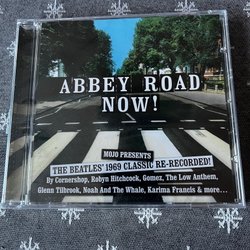 ABBEY ROAD
NOW!
MOJO PRESENTS
THE BEATLES' 1969 CLASSIC RE-RECORDED!
By Cornershop, Robyn Hitchcock, Gomez, The Low Anthem,
Glenn Tilbrook, Noah And The Whale, Karima Francis & more...